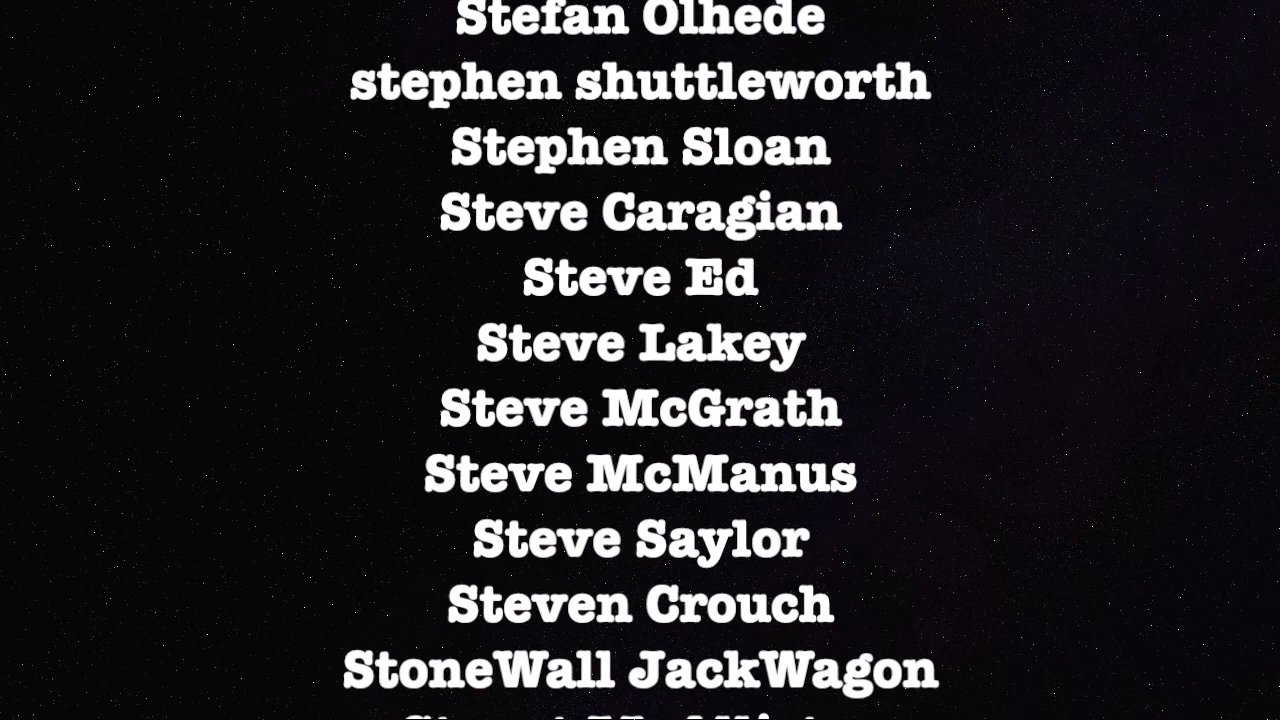 Stefan Olhede
stephen shuttleworth
Stephen Sloan
Steve Caragian
Steve Ed
Steve Lakey
Steve McGrath
Steve McManus
Steve Saylor
Steven Crouch
StoneWall JackWagon